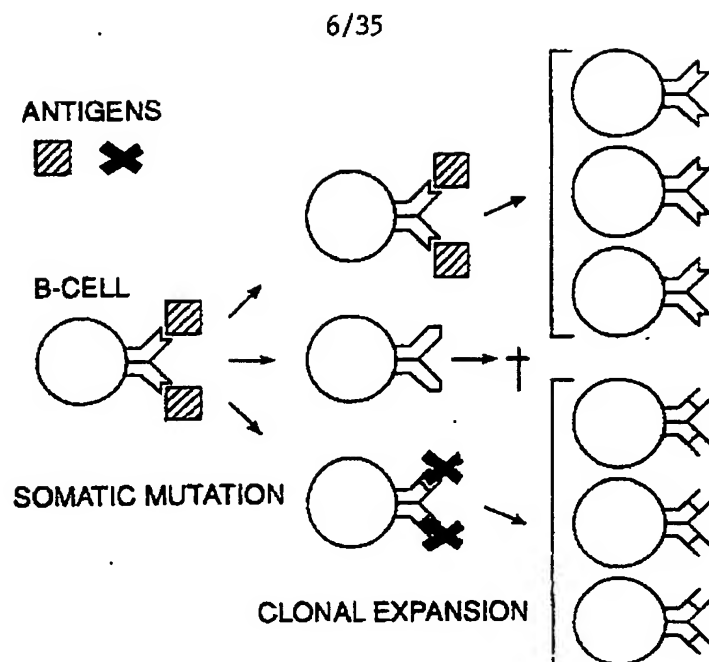 6/35
ANTIGENS
B-CELL
SOMATIC MUTATION
CLONAL EXPANSION